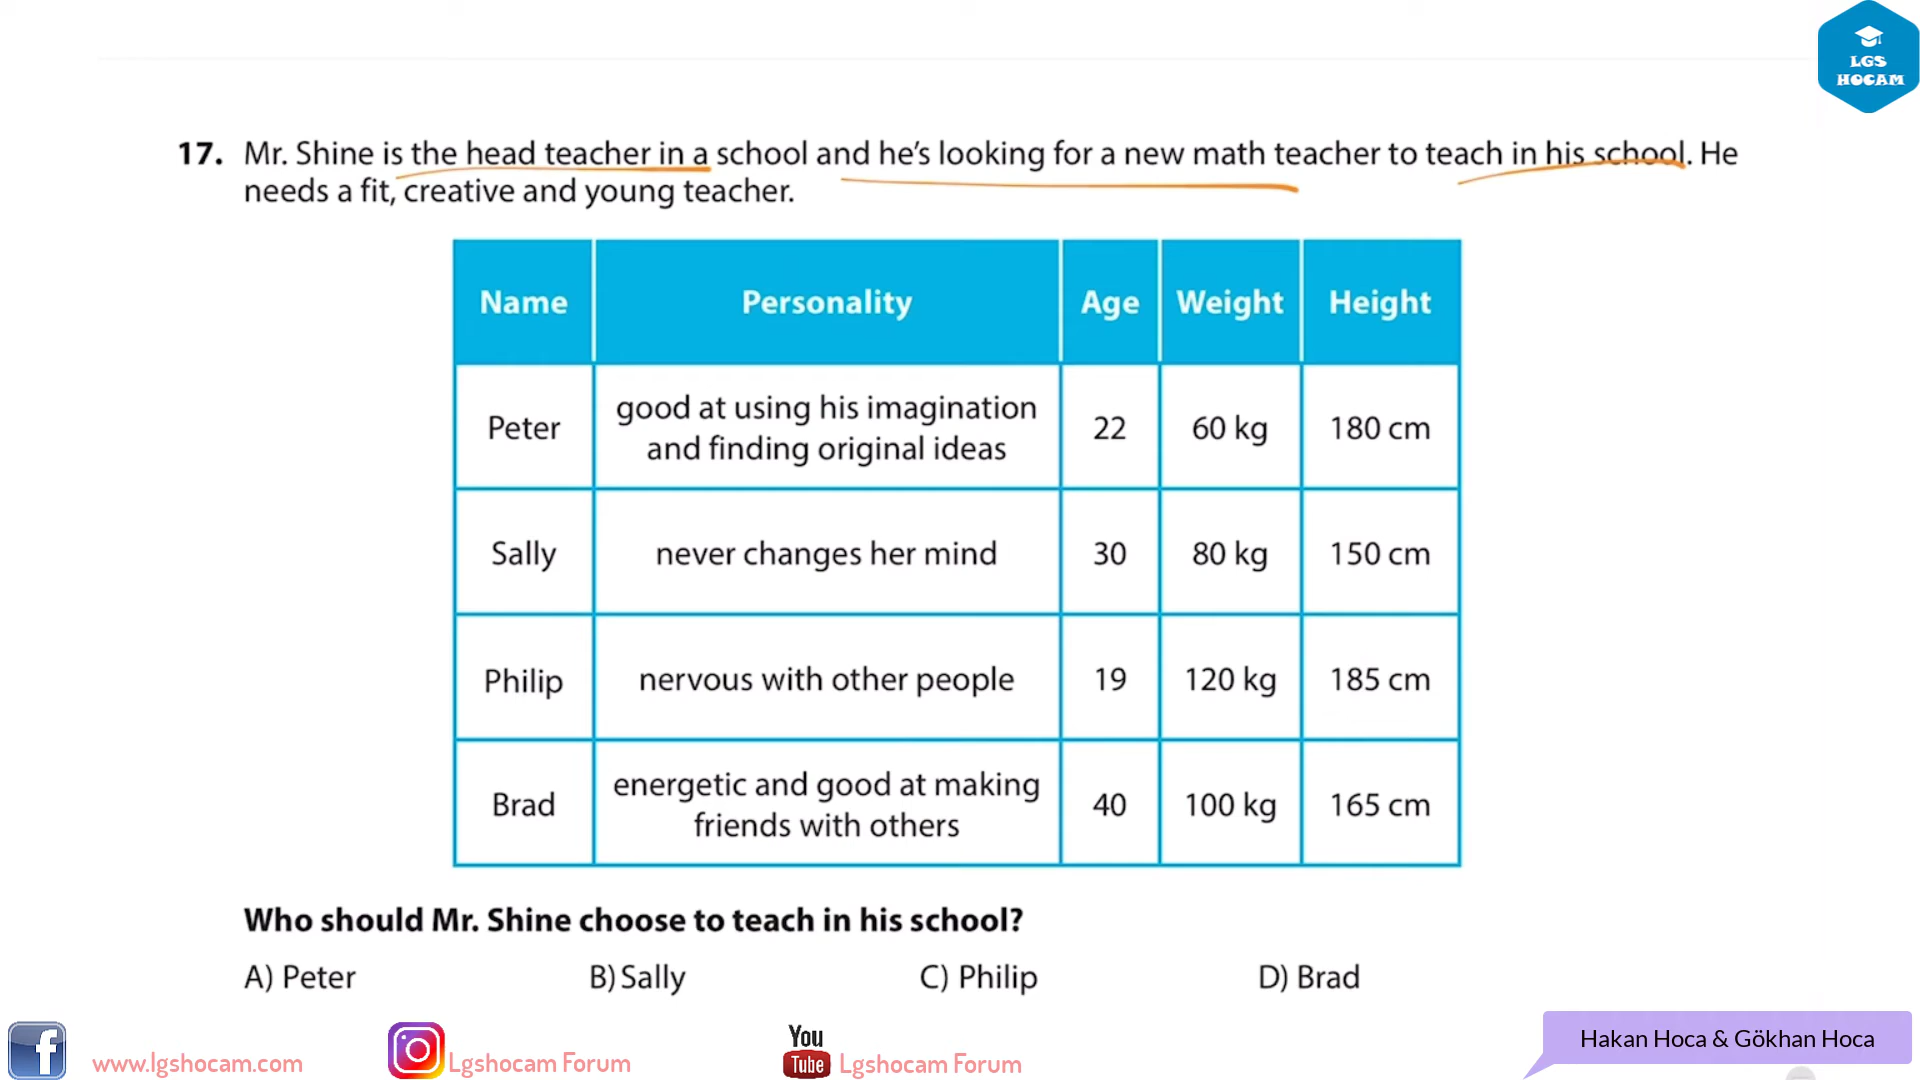 LGS
HOCAM
17. Mr. Shine is the head teacher in a school and he's looking for a new math teacher to teach in his school. He
needs a fit, creative and young teacher.
Name Personality Age Weight Height
Peter good at using his imagination and finding original ideas 22 60 kg 180 cm
Sally never changes her mind 30 80 kg 150 cm
Philip nervous with other people 19 120 kg 185 cm
Brad energetic and good at making friends with others 40 100 kg 165 cm
Who should Mr. Shine choose to teach in his school?
A) Peter B) Sally C) Philip D) Brad
f www.lgshocam.com Lgshocam Forum You Tube Lgshocam Forum Hakan Hoca & Gökhan Hoca